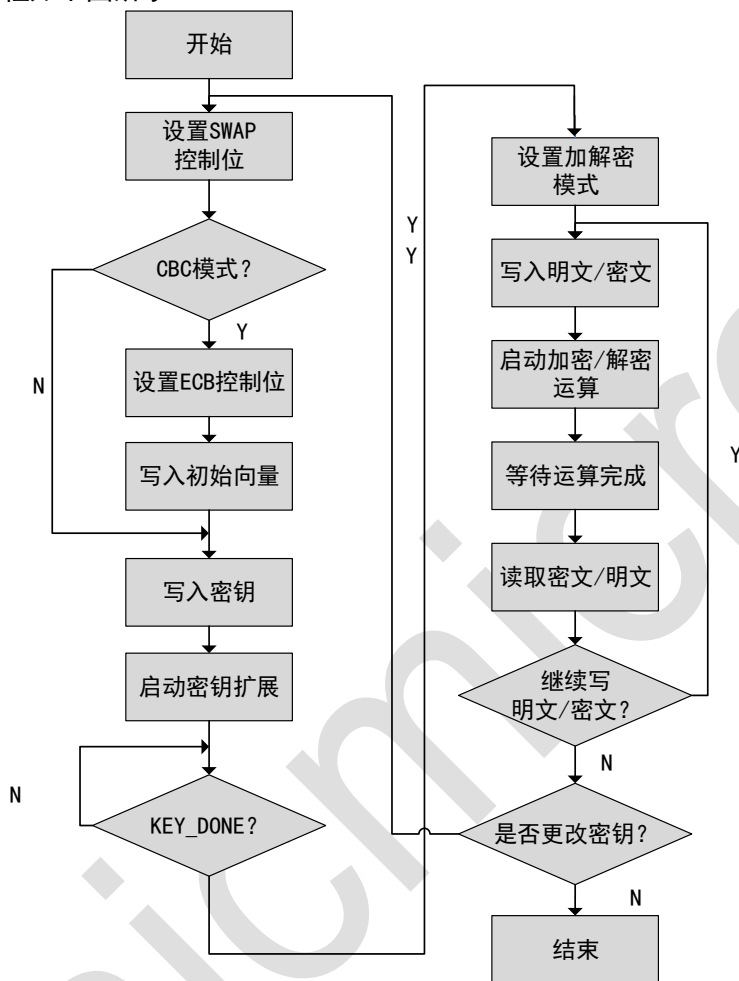 开始
设置SWAP
控制位
CBC模式？
Y
N
设置ECB控制位
写入初始向量
写入密钥
启动密钥扩展
N
KEY_DONE？
Y
Y
设置加解密
模式
写入明文/密文
启动加密/解密
运算
等待运算完成
Y
读取密文/明文
继续写
明文/密文？
N
是否更改密钥？
N
结束